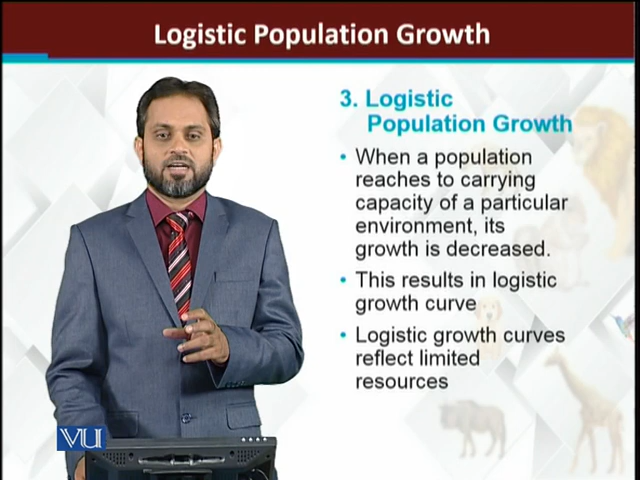 Logistic Population Growth
3. Logistic
Population Growth
• When a population
reaches to carrying
capacity of a particular
environment, its
growth is decreased.
• This results in logistic
growth curve
• Logistic growth curves
reflect limited
resources
VU